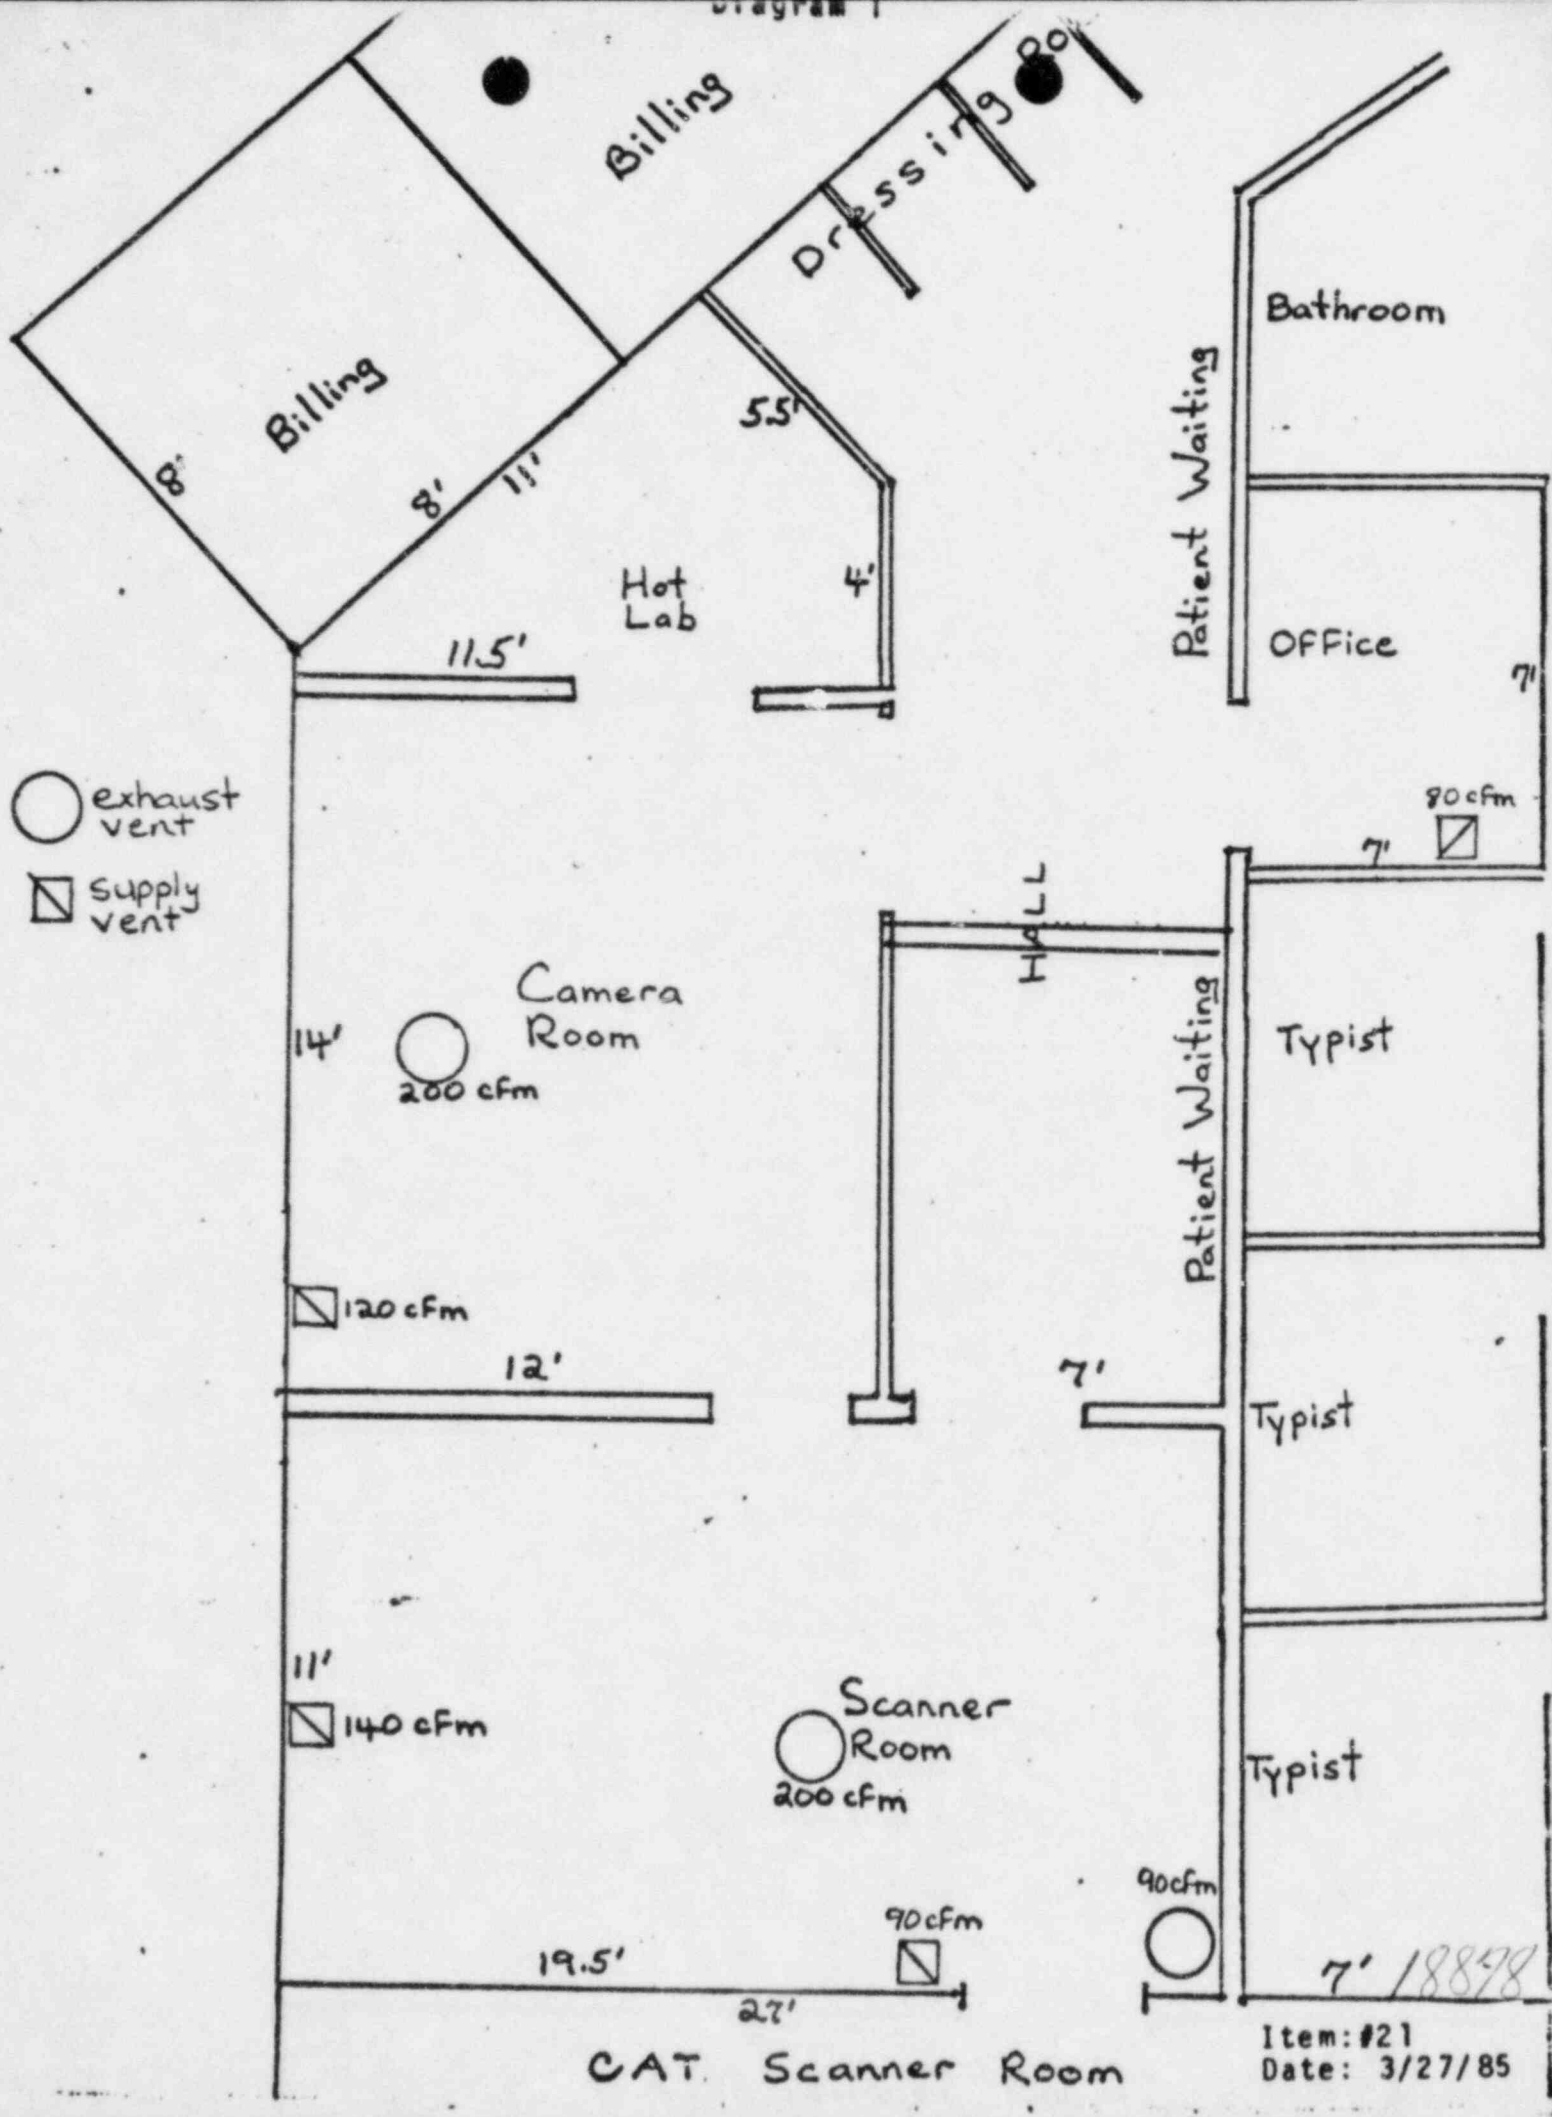 Diagram 1
Billing
Dressing Ro
Billing
8'
8'
11'
5.5'
4'
Hot
Lab
11.5'
Patient Waiting
Bathroom
Office
7'
80 cfm
7'
exhaust
vent
supply
vent
HALL
Camera
Room
14'
200 cfm
Patient Waiting
Typist
120 cfm
12'
7'
Typist
11'
140 cfm
Scanner
Room
200 cfm
Typist
90 cfm
90 cfm
19.5'
27'
7'
18898
CAT. Scanner Room
Item: #21
Date: 3/27/85